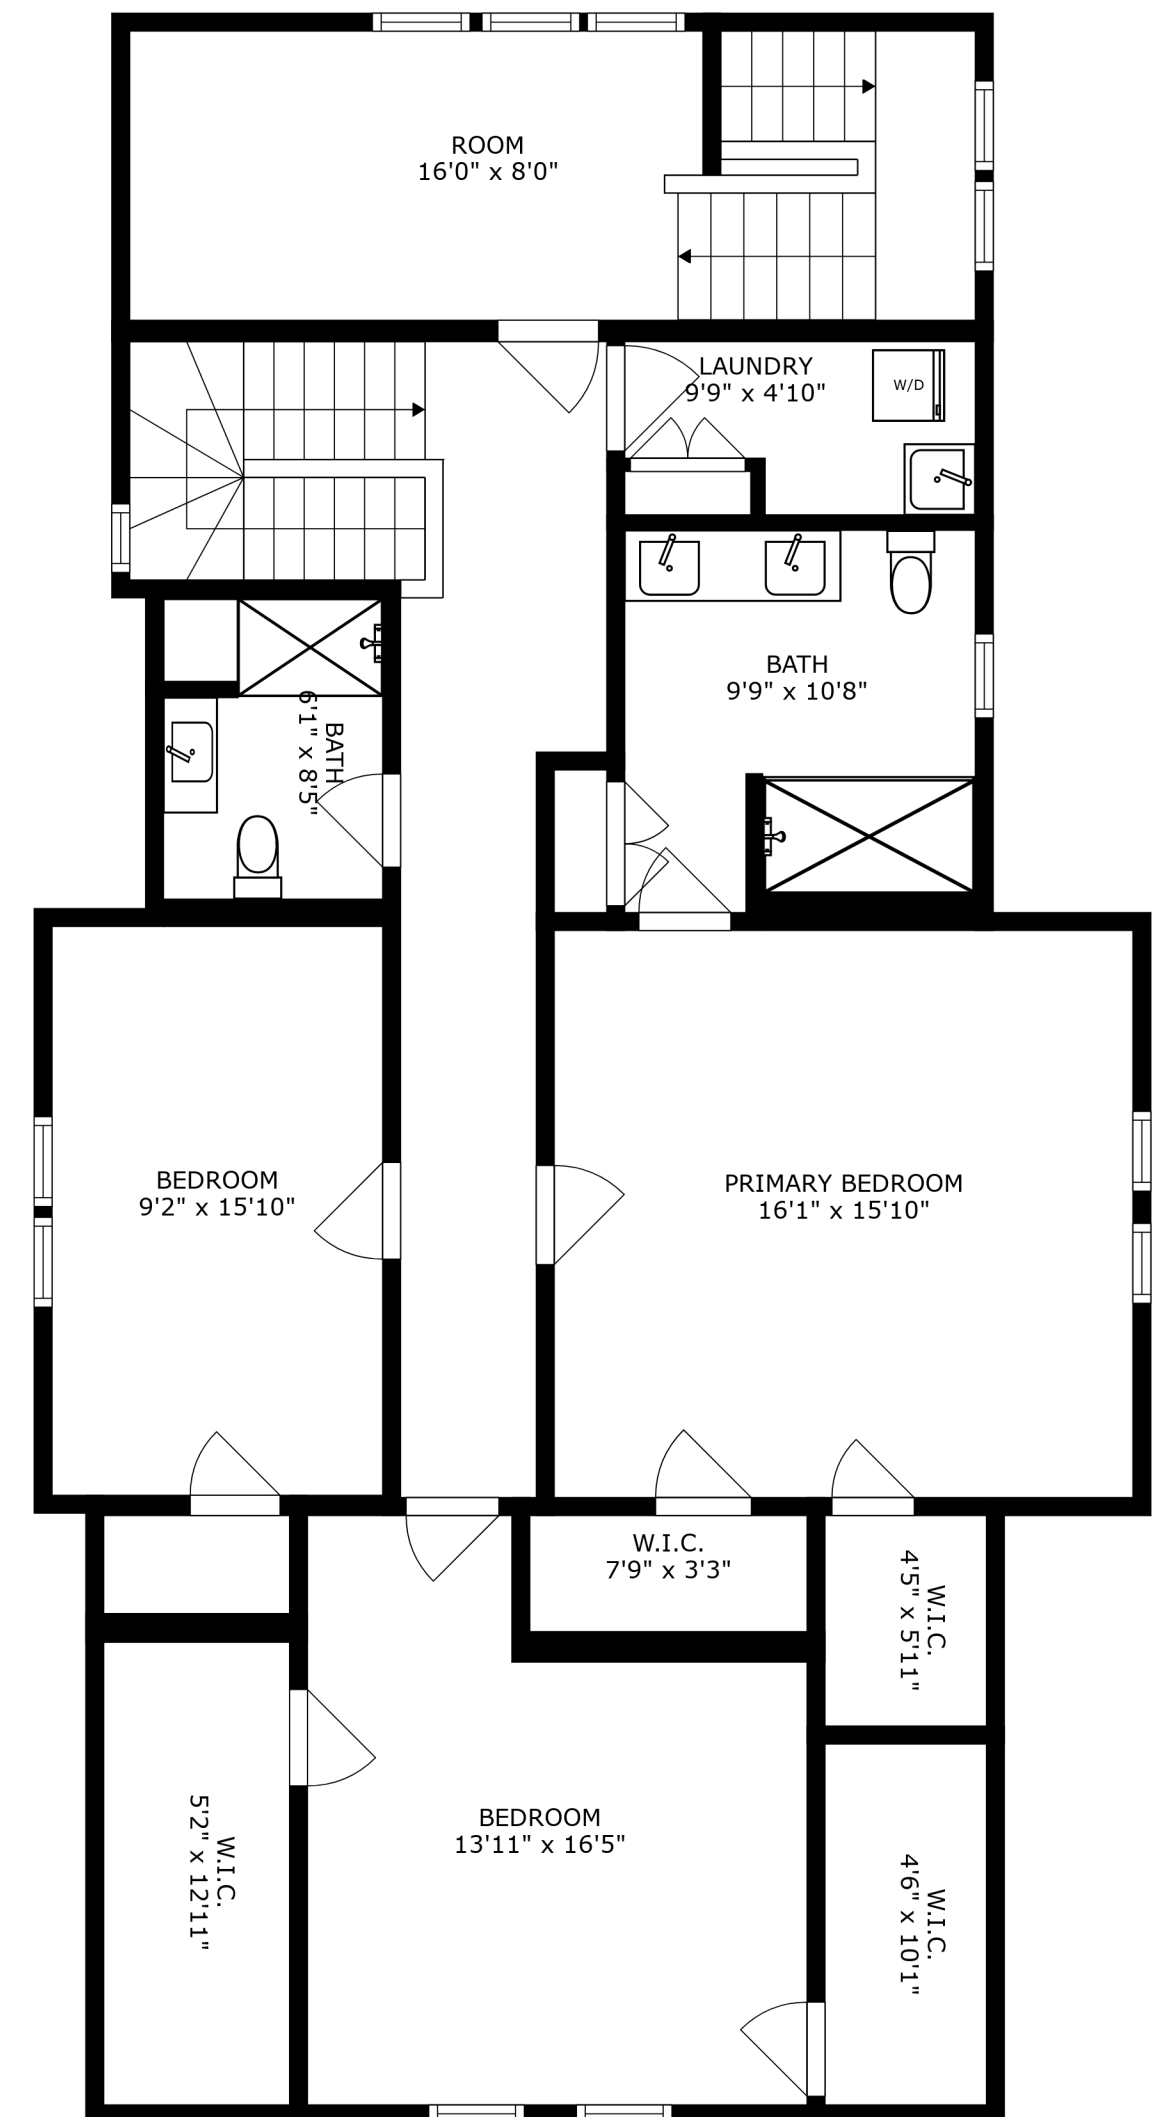 ROOM
16'0" x 8'0"
LAUNDRY
9'9" x 4'10"
W/D
BATH
9'9" x 10'8"
BATH
6'1" x 8'5"
BEDROOM
9'2" x 15'10"
PRIMARY BEDROOM
16'1" x 15'10"
W.I.C.
7'9" x 3'3"
W.I.C.
4'5" x 5'11"
BEDROOM
13'11" x 16'5"
W.I.C.
5'2" x 12'11"
W.I.C.
4'6" x 10'1"